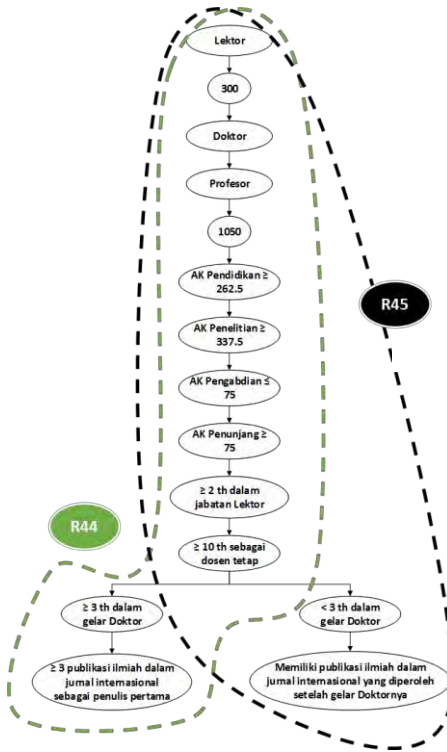 Lektor
300
Doktor
Profesor
1050
AK Pendidikan ≥
262.5
R45
AK Penelitian ≥
337.5
AK Pengabdian ≤
75
AK Penunjang ≥
75
≥ 2 th dalam
jabatan Lektor
R44
≥ 10 th sebagai
dosen tetap
≥ 3 th dalam
gelar Doktor
< 3 th dalam
gelar Doktor
≥ 3 publikasi ilmiah dalam
jurnal internasional
sebagai penulis pertama
Memiliki publikasi ilmiah dalam
jurnal internasional yang diperoleh
setelah gelar Doktornya